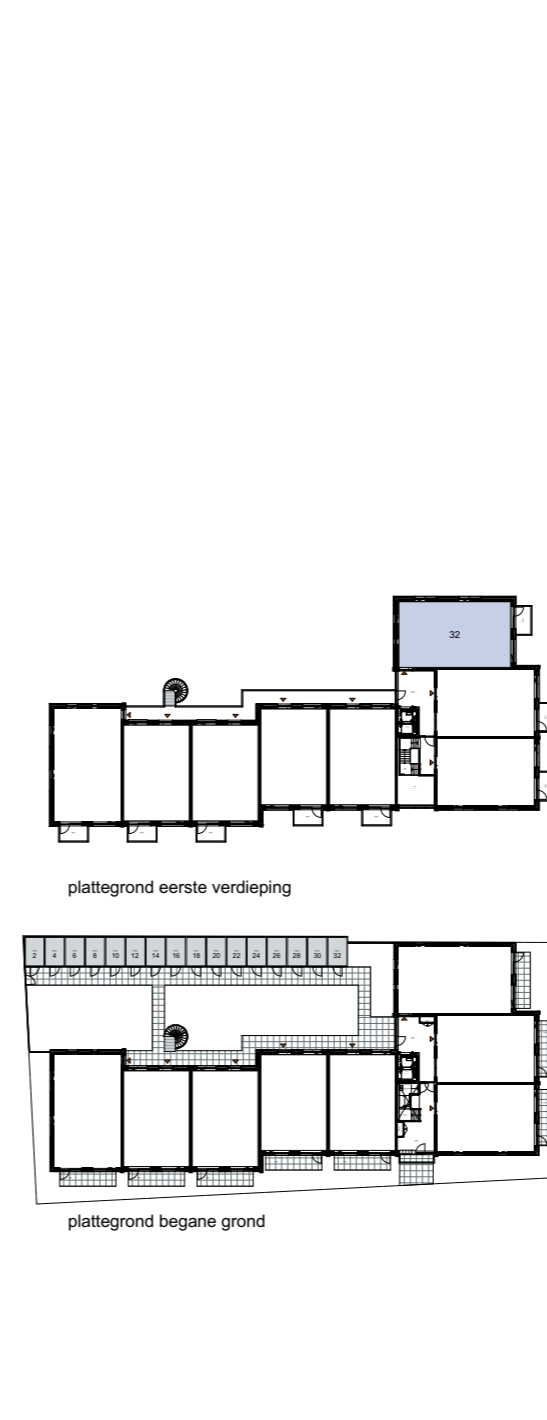 32
plattegrond eerste verdieping
2 4 6 8 10 12 14 16 18 20 22 24 26 28 30 32
plattegrond begane grond